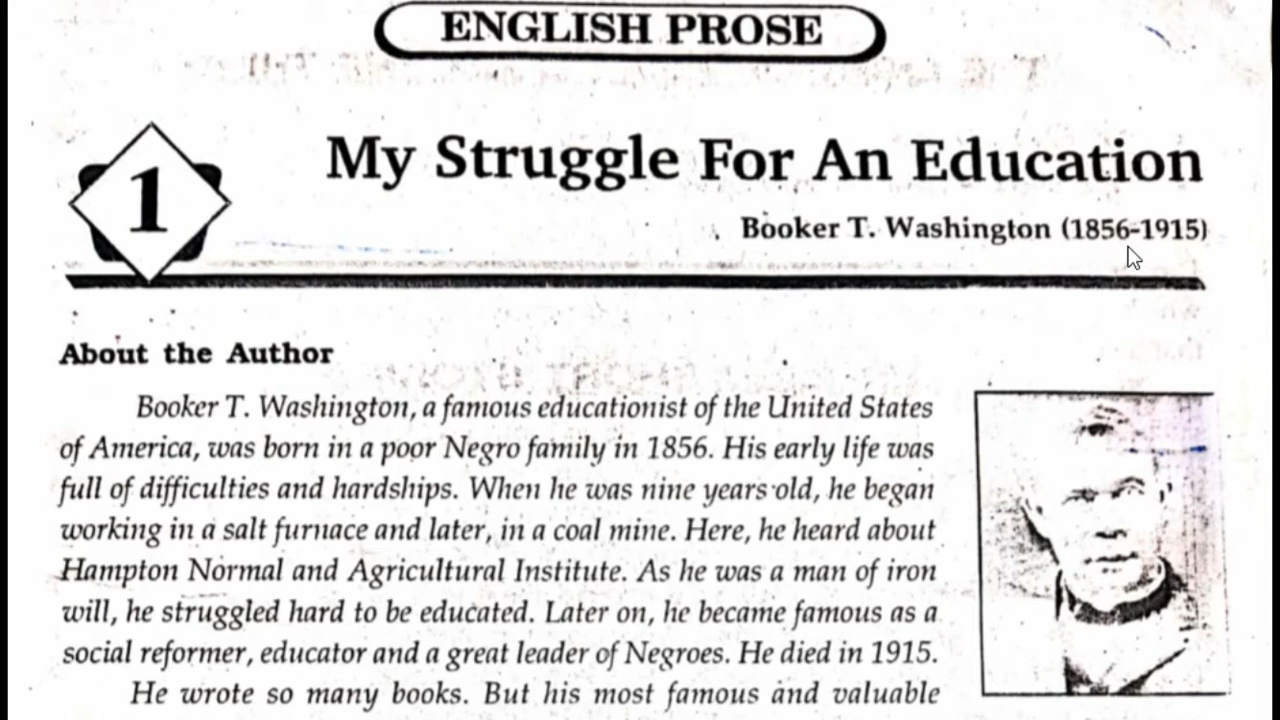 ENGLISH PROSE
1
My Struggle For An Education
Booker T. Washington (1856-1915)
About the Author
Booker T. Washington, a famous educationist of the United States
of America, was born in a poor Negro family in 1856. His early life was
full of difficulties and hardships. When he was nine years old, he began
working in a salt furnace and later, in a coal mine. Here, he heard about
Hampton Normal and Agricultural Institute. As he was a man of iron
will, he struggled hard to be educated. Later on, he became famous as a
social reformer, educator and a great leader of Negroes. He died in 1915.
He wrote so many books. But his most famous and valuable